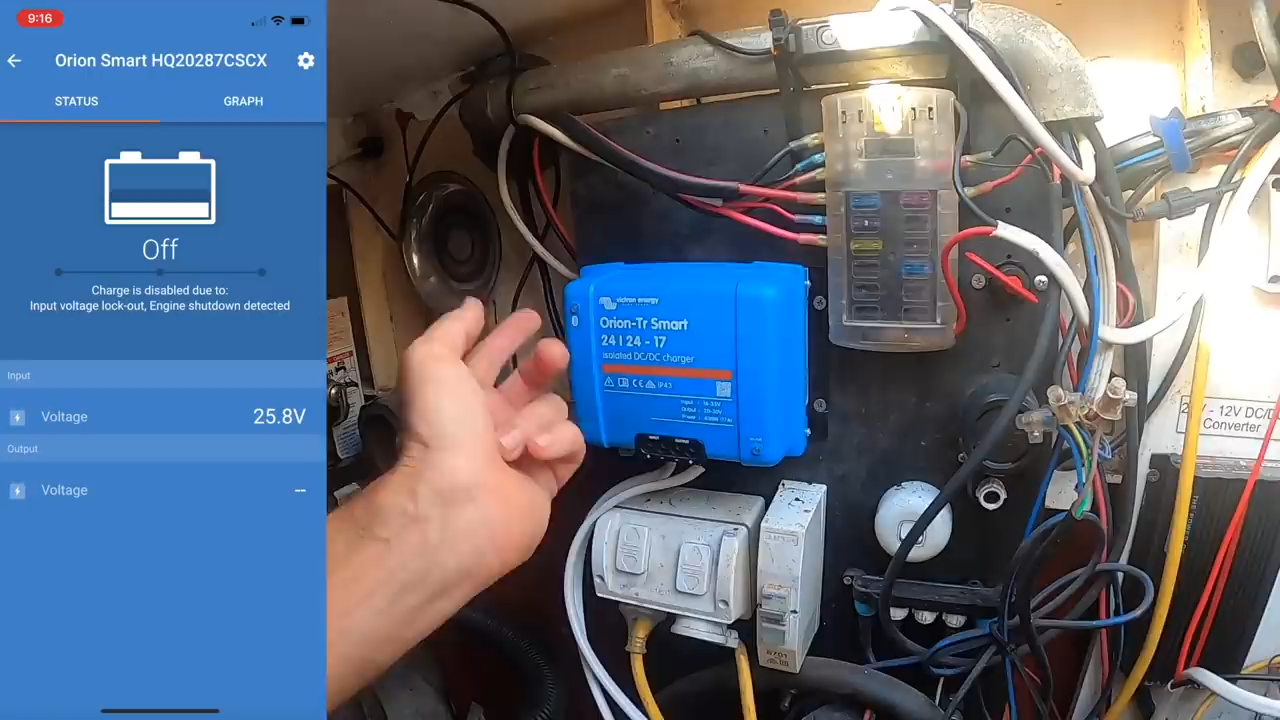 9:16
Orion Smart HQ20287CSCX
STATUS
GRAPH
Off
Charge is disabled due to:
Input voltage lock-out, Engine shutdown detected
Input
Voltage
25.8V
Output
Voltage
--
victron energy
Orion-Tr Smart
24 | 24 - 17
isolated DC/DC charger
IP43
INPUT
OUTPUT
- 12V DC/D
Converter